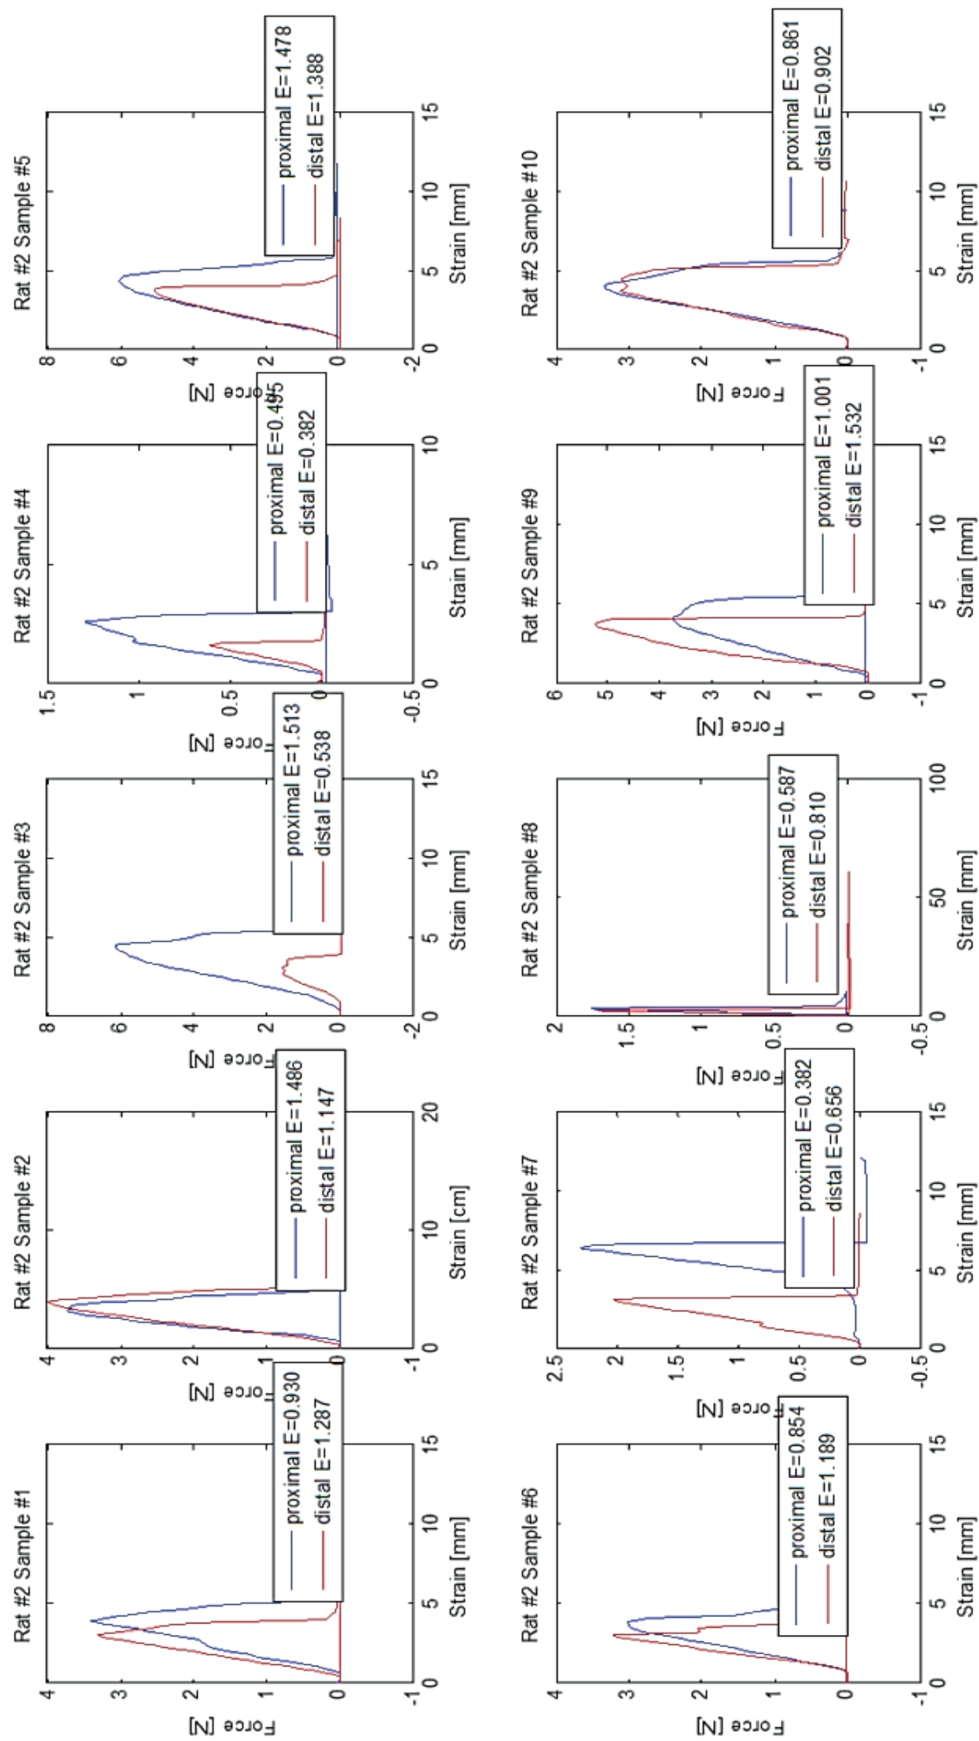 Rat #2 Sample #1
4
3
2
1
0
-1
0
5
10
15
Force [N]
Strain [mm]
proximal E=0.930
distal E=1.287
Rat #2 Sample #2
4
3
2
1
0
-1
0
10
20
Force [N]
Strain [cm]
proximal E=1.486
distal E=1.147
Rat #2 Sample #3
8
6
4
2
0
-2
0
5
10
15
Force [N]
Strain [mm]
proximal E=1.513
distal E=0.538
Rat #2 Sample #4
1.5
1
0.5
0
-0.5
0
5
10
Force [N]
Strain [mm]
proximal E=0.495
distal E=0.382
Rat #2 Sample #5
8
6
4
2
0
-2
0
5
10
15
Force [N]
Strain [mm]
proximal E=1.478
distal E=1.388
Rat #2 Sample #6
4
3
2
1
0
-1
0
5
10
15
Force [N]
Strain [mm]
proximal E=0.854
distal E=1.189
Rat #2 Sample #7
2.5
2
1.5
1
0.5
0
-0.5
0
5
10
15
Force [N]
Strain [mm]
proximal E=0.382
distal E=0.656
Rat #2 Sample #8
2
1.5
1
0.5
0
-0.5
0
50
100
Force [N]
Strain [mm]
proximal E=0.587
distal E=0.810
Rat #2 Sample #9
6
5
4
3
2
1
0
-1
0
5
10
15
Force [N]
Strain [mm]
proximal E=1.001
distal E=1.532
Rat #2 Sample #10
4
3
2
1
0
-1
0
5
10
15
Force [N]
Strain [mm]
proximal E=0.861
distal E=0.902